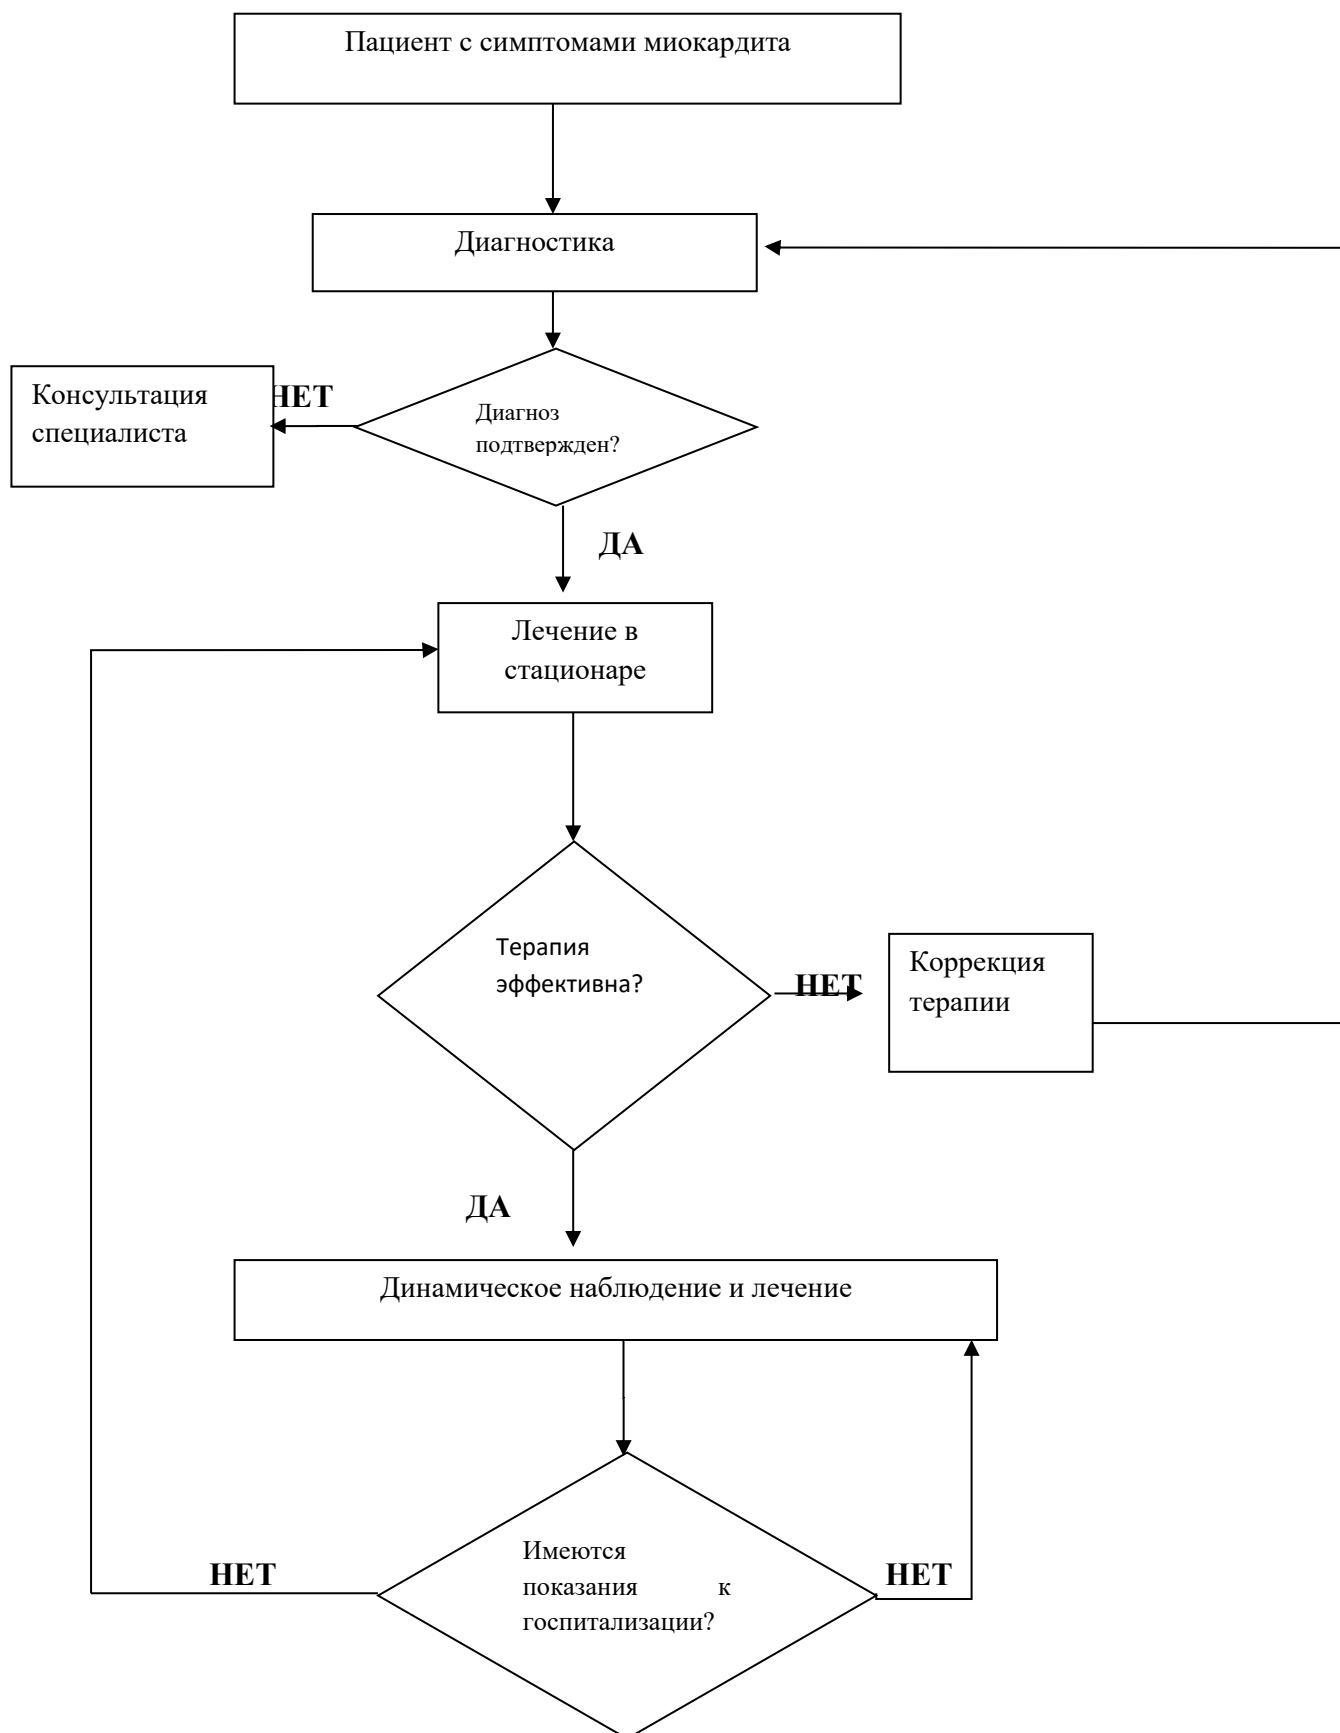 Пациент с симптомами миокардита
Диагностика
Консультация
специалиста
НЕТ
Диагноз
подтвержден?
ДА
Лечение в
стационаре
Терапия
эффективна?
НЕТ
Коррекция
терапии
ДА
Динамическое наблюдение и лечение
НЕТ
Имеются
показания к
госпитализации?
НЕТ